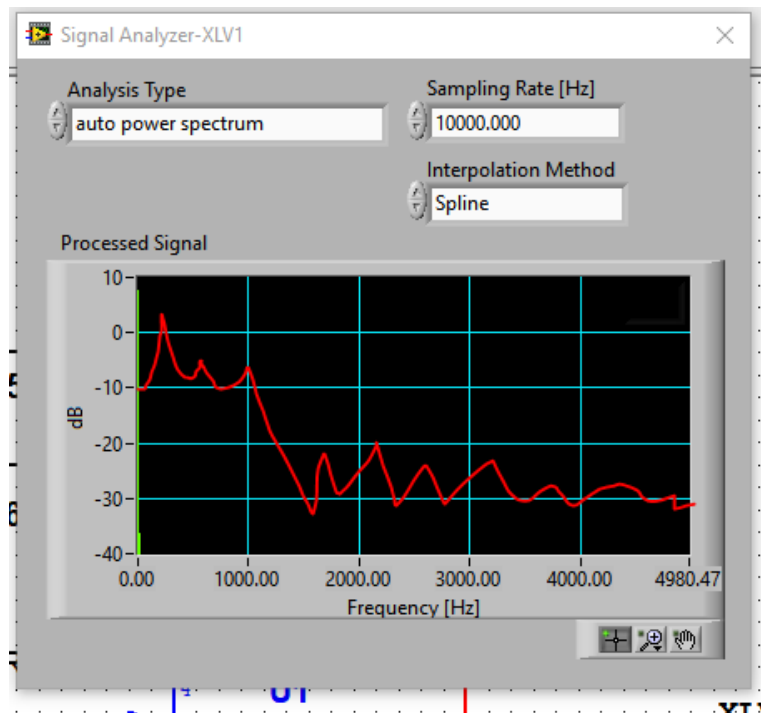 Signal Analyzer-XLV1
Analysis Type
Sampling Rate [Hz]
auto power spectrum
10000.000
Interpolation Method
Spline
Processed Signal
10
0
-10
-20
-30
-40
dB
0.00 1000.00 2000.00 3000.00 4000.00 4980.47
Frequency [Hz]